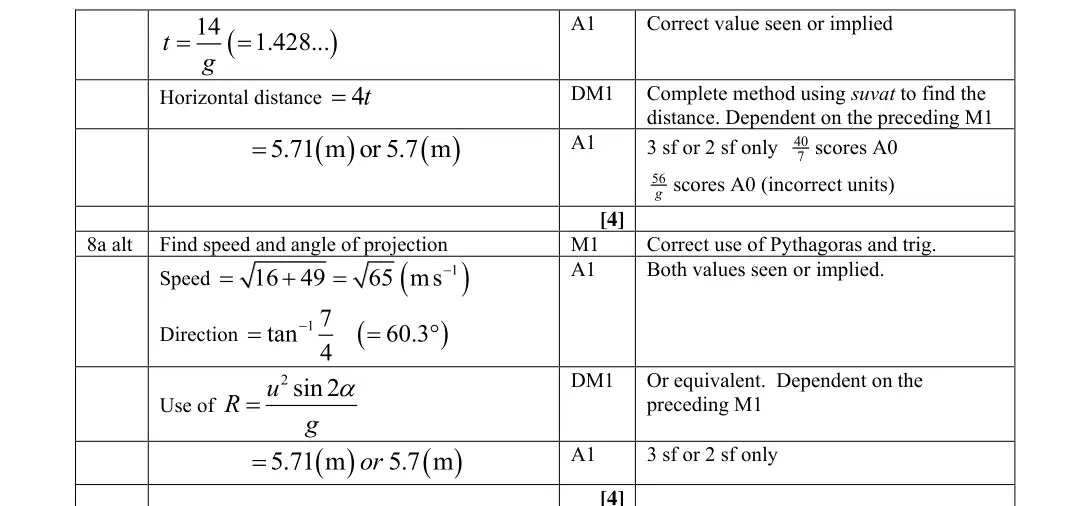 t = 14/g (= 1.428...) A1 Correct value seen or implied
Horizontal distance = 4t DM1 Complete method using suvat to find the
distance. Dependent on the preceding M1
= 5.71(m) or 5.7(m) A1 3 sf or 2 sf only 40/7 scores A0
56/g scores A0 (incorrect units)
[4]
8a alt Find speed and angle of projection M1 Correct use of Pythagoras and trig.
Speed = √16 + 49 = √65 (m s⁻¹) A1 Both values seen or implied.
Direction = tan⁻¹ 7/4 (= 60.3°)
Use of R = u² sin 2α / g DM1 Or equivalent. Dependent on the
preceding M1
= 5.71(m) or 5.7(m) A1 3 sf or 2 sf only
[4]